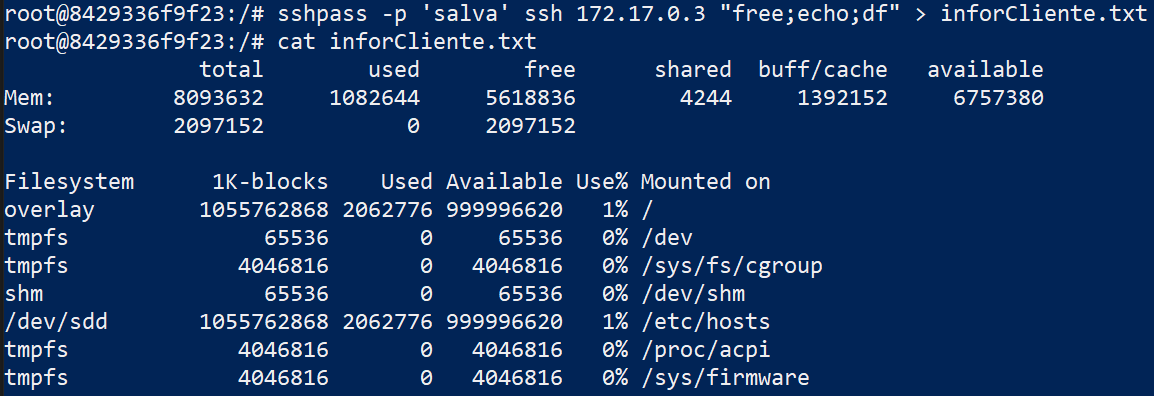 root@8429336f9f23:/# sshpass -p 'salva' ssh 172.17.0.3 "free;echo;df" > inforCliente.txt
root@8429336f9f23:/# cat inforCliente.txt
total used free shared buff/cache available
Mem: 8093632 1082644 5618836 4244 1392152 6757380
Swap: 2097152 0 2097152
Filesystem 1K-blocks Used Available Use% Mounted on
overlay 1055762868 2062776 999996620 1% /
tmpfs 65536 0 65536 0% /dev
tmpfs 4046816 0 4046816 0% /sys/fs/cgroup
shm 65536 0 65536 0% /dev/shm
/dev/sdd 1055762868 2062776 999996620 1% /etc/hosts
tmpfs 4046816 0 4046816 0% /proc/acpi
tmpfs 4046816 0 4046816 0% /sys/firmware